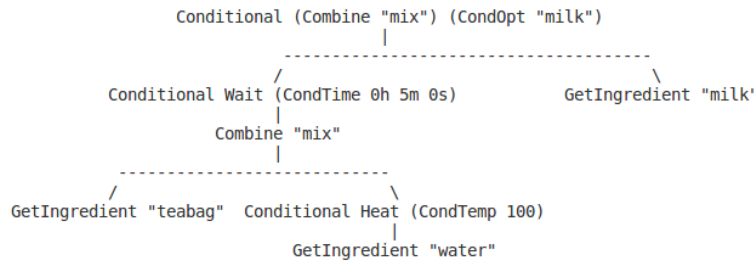 Conditional (Combine "mix") (CondOpt "milk")
|
---------------------------------------
/ \
Conditional Wait (CondTime 0h 5m 0s) GetIngredient "milk"
|
Combine "mix"
|
----------------------------
/ \
GetIngredient "teabag" Conditional Heat (CondTemp 100)
|
GetIngredient "water"